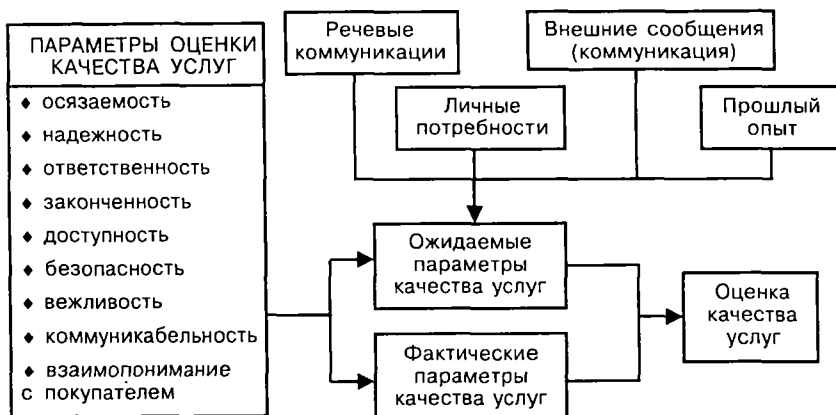 ПАРАМЕТРЫ ОЦЕНКИ
КАЧЕСТВА УСЛУГ
♦ осязаемость
♦ надежность
♦ ответственность
♦ законченность
♦ доступность
♦ безопасность
♦ вежливость
♦ коммуникабельность
♦ взаимопонимание
с покупателем
Речевые
коммуникации
Внешние сообщения
(коммуникация)
Личные
потребности
Прошлый
опыт
Ожидаемые
параметры
качества услуг
Фактические
параметры
качества услуг
Оценка
качества
услуг